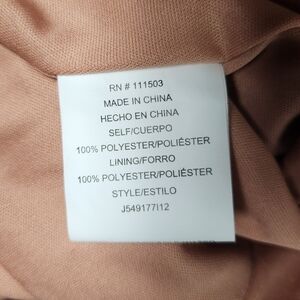 RN # 111503
MADE IN CHINA
HECHO EN CHINA
SELF/CUERPO
100% POLYESTER/POLIÉSTER
LINING/FORRO
100% POLYESTER/POLIÉSTER
STYLE/ESTILO
J549177I12